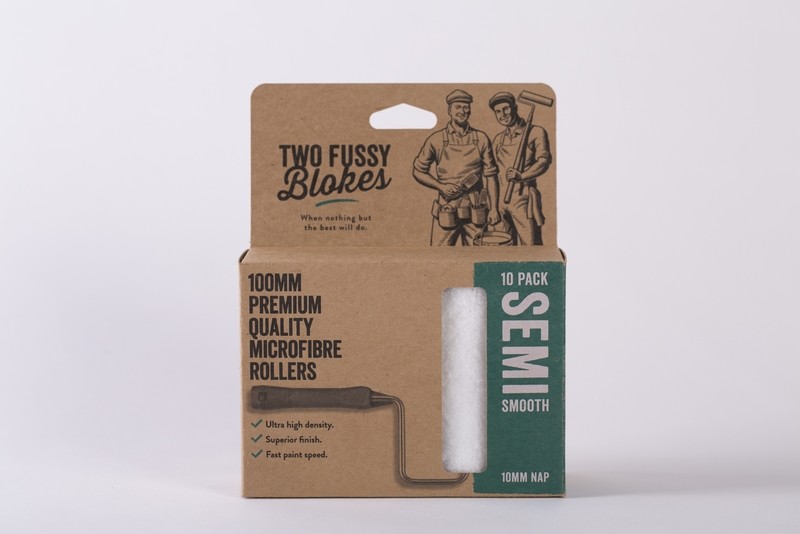 TWO FUSSY
Blokes
When nothing but
the best will do.
100MM
PREMIUM
QUALITY
MICROFIBRE
ROLLERS
Ultra high density.
Superior finish.
Fast paint speed.
10 PACK
SEMI
SMOOTH
10MM NAP